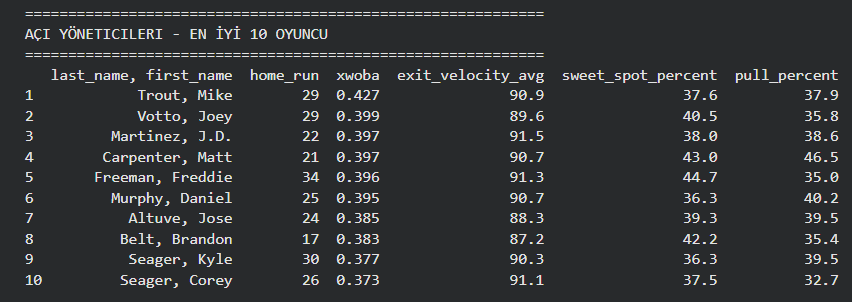 ============================================================
AÇI YÖNETICILERI - EN İYİ 10 OYUNCU
============================================================
last_name, first_name home_run xwoba exit_velocity_avg sweet_spot_percent pull_percent
1 Trout, Mike 29 0.427 90.9 37.6 37.9
2 Votto, Joey 29 0.399 89.6 40.5 35.8
3 Martinez, J.D. 22 0.397 91.5 38.0 38.6
4 Carpenter, Matt 21 0.397 90.7 43.0 46.5
5 Freeman, Freddie 34 0.396 91.3 44.7 35.0
6 Murphy, Daniel 25 0.395 90.7 36.3 40.2
7 Altuve, Jose 24 0.385 88.3 39.3 39.5
8 Belt, Brandon 17 0.383 87.2 42.2 35.4
9 Seager, Kyle 30 0.377 90.3 36.3 39.5
10 Seager, Corey 26 0.373 91.1 37.5 32.7